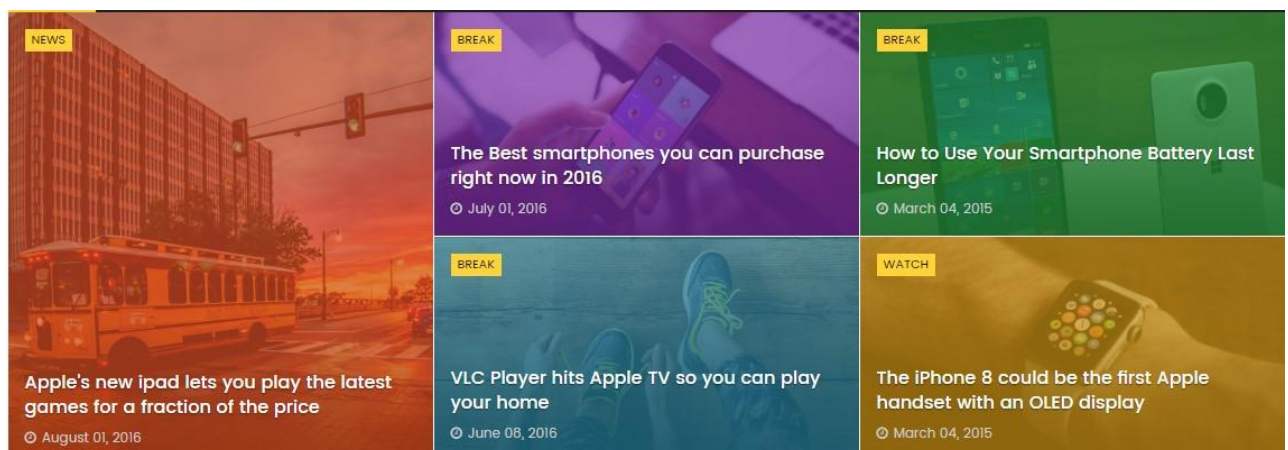 NEWS
Apple's new ipad lets you play the latest
games for a fraction of the price
August 01, 2016
BREAK
The Best smartphones you can purchase
right now in 2016
July 01, 2016
BREAK
How to Use Your Smartphone Battery Last
Longer
March 04, 2015
BREAK
VLC Player hits Apple TV so you can play
your home
June 08, 2016
WATCH
The iPhone 8 could be the first Apple
handset with an OLED display
March 04, 2015